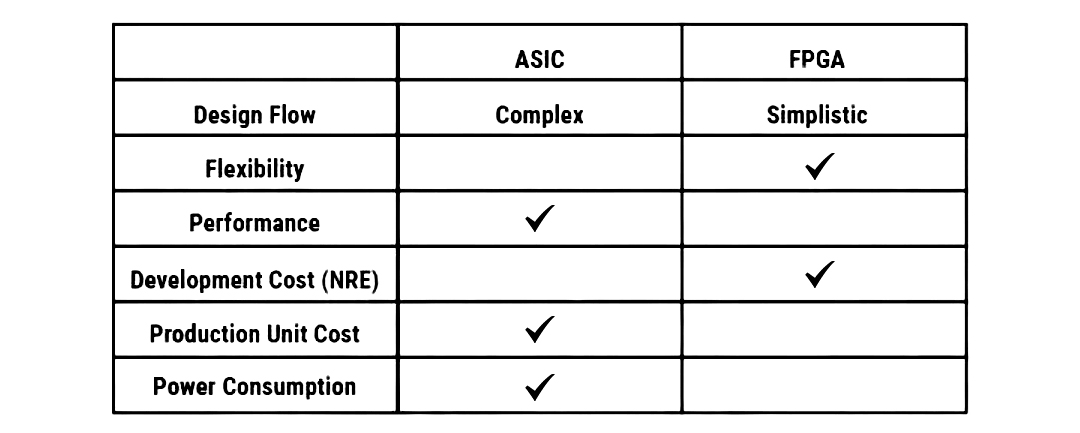 ASIC FPGA
Design Flow Complex Simplistic
Flexibility ✓
Performance ✓
Development Cost (NRE) ✓
Production Unit Cost ✓
Power Consumption ✓